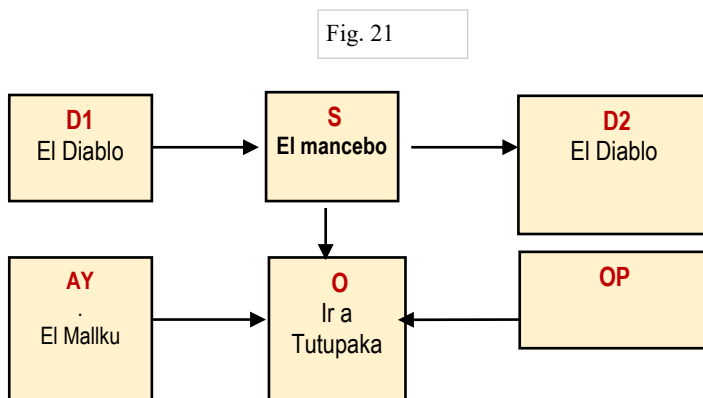 Fig. 21
D1
El Diablo
S
El mancebo
D2
El Diablo
AY
.
El Mallku
O
Ir a
Tutupaka
OP